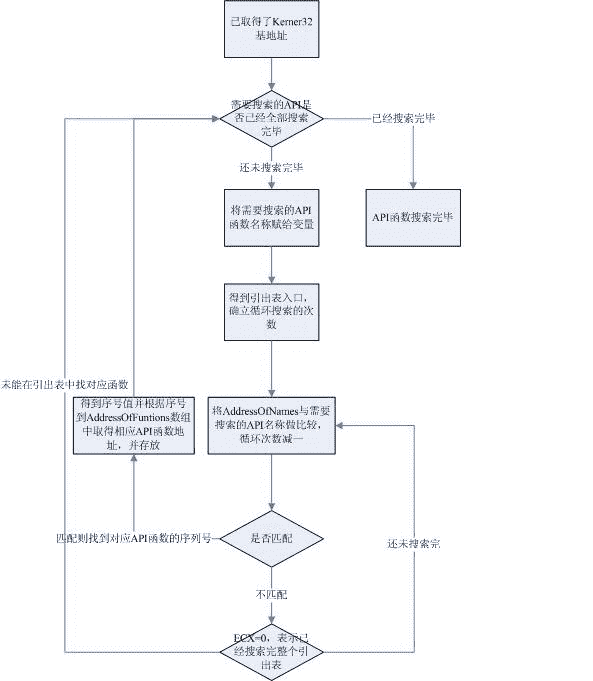 已取得了Kerner32
基地址
需要搜索的API是
否已经全部搜索
完毕
已经搜索完毕
还未搜索完毕
将需要搜索的API
函数名称赋给变量
API函数搜索完毕
得到引出表入口，
确立循环搜索的次
数
未能在引出表中找对应函数
得到序号值并根据序号
到AddressOfFuntions数组
中取得相应API函数地
址，并存放
将AddressOfNames与需要
搜索的API名称做比较，
循环次数减一
匹配则找到对应API函数的序列号
是否匹配
还未搜索完
不匹配
ECX=0，表示已
经搜索完整个引
出表